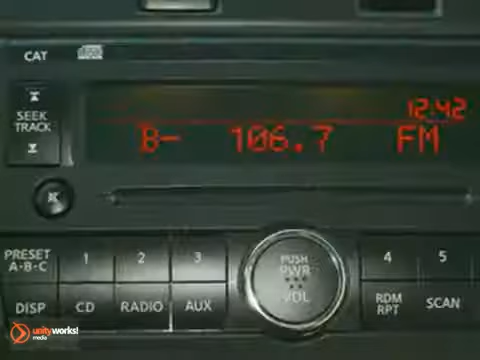 CAT
12:42
SEEK
TRACK
B- 106.7 FM
PRESET
A·B·C
1 2 3
PUSH
PWR
VOL
4 5
DISP CD RADIO AUX
RDM
RPT
SCAN
unityworks!
media